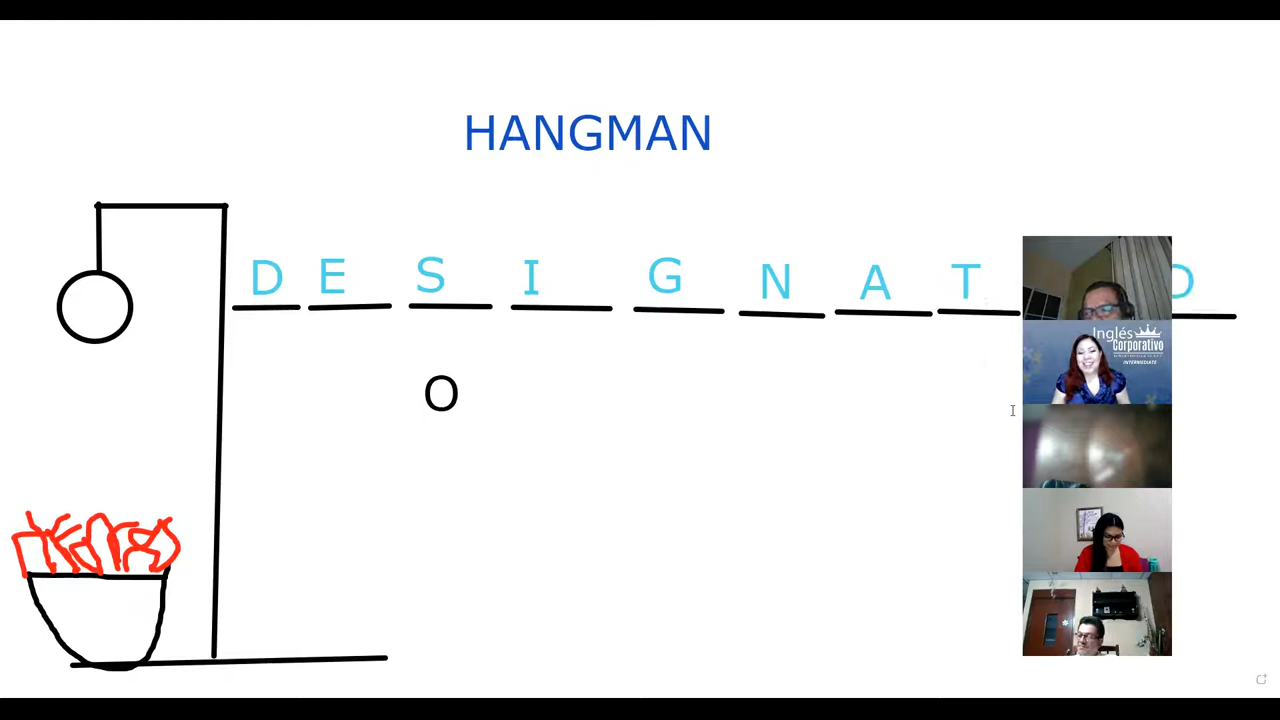 HANGMAN
D E S I G N A T D
O
Inglés
Corporativo
INTERMEDIATE